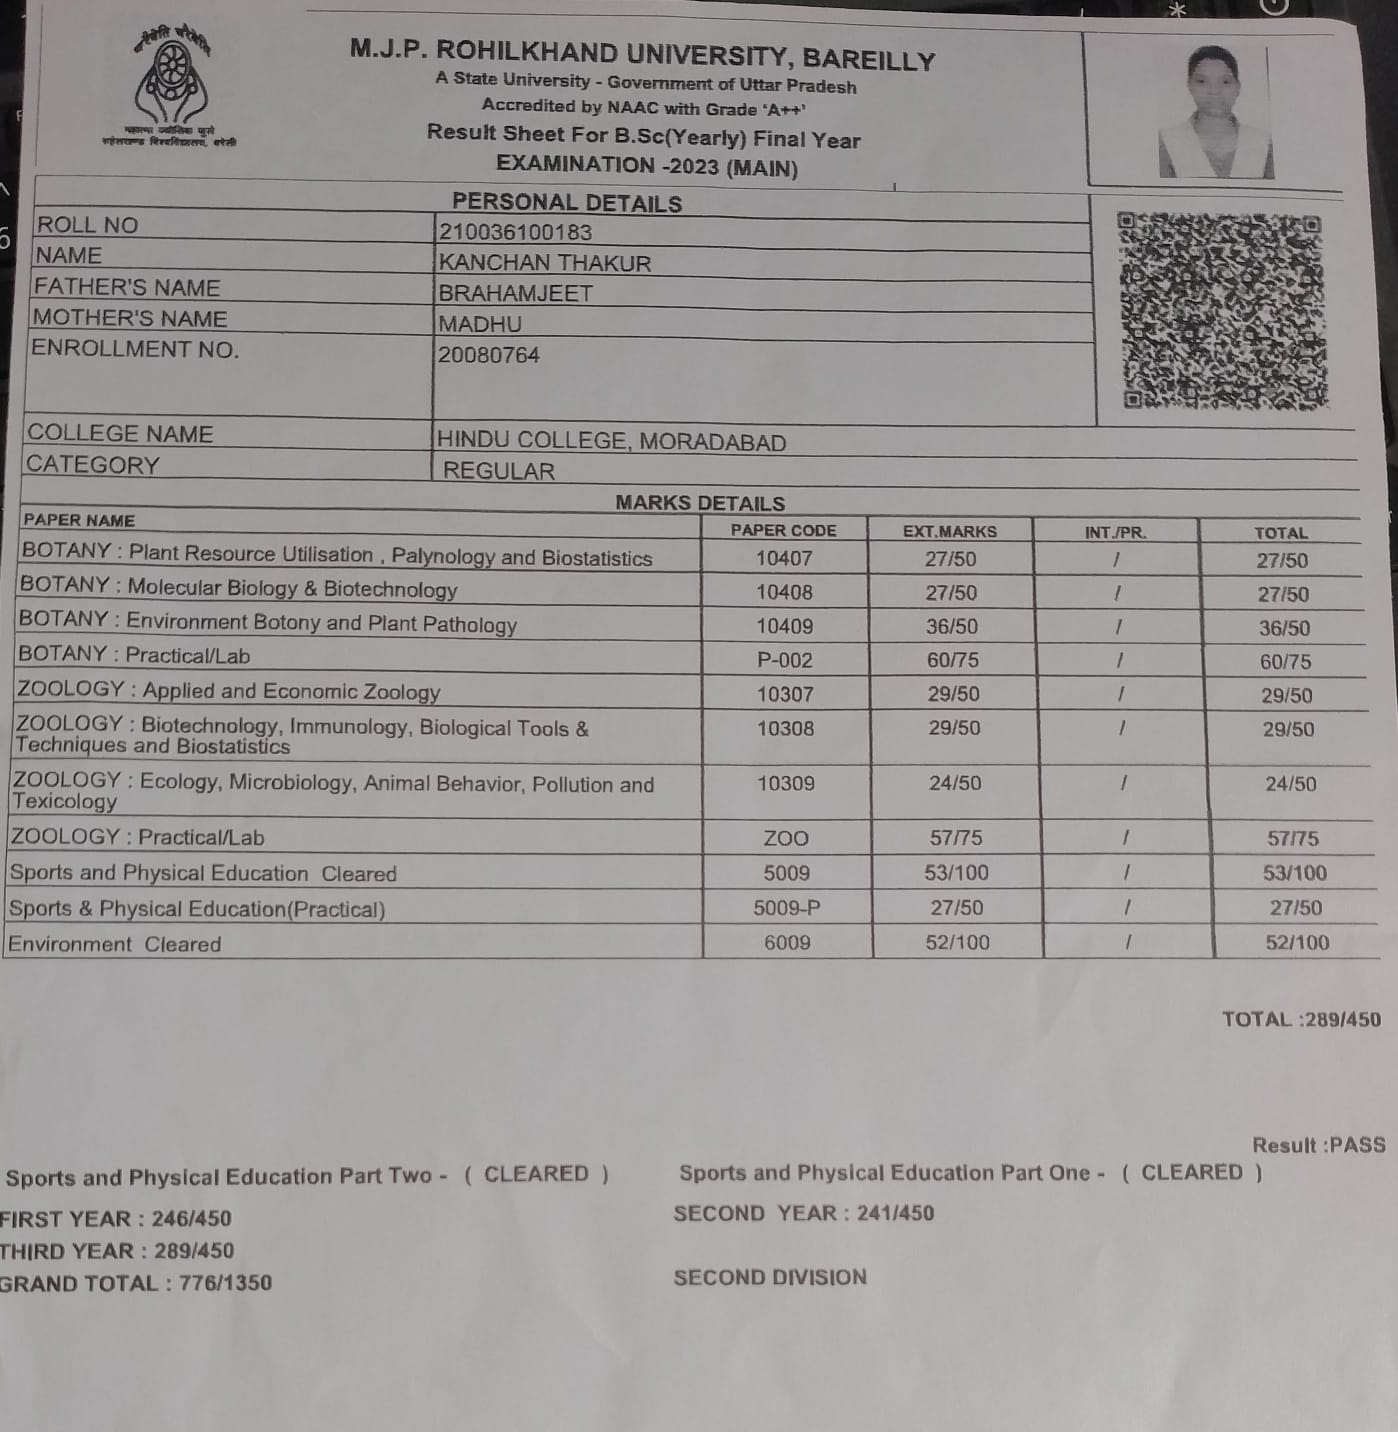 चरैवेति चरैवेति
महात्मा ज्योतिबा फुले
रुहेलखण्ड विश्वविद्यालय, बरेली
M.J.P. ROHILKHAND UNIVERSITY, BAREILLY
A State University - Government of Uttar Pradesh
Accredited by NAAC with Grade ‘A++’
Result Sheet For B.Sc(Yearly) Final Year
EXAMINATION -2023 (MAIN)
PERSONAL DETAILS
ROLL NO 210036100183
NAME KANCHAN THAKUR
FATHER'S NAME BRAHAMJEET
MOTHER'S NAME MADHU
ENROLLMENT NO. 20080764
COLLEGE NAME HINDU COLLEGE, MORADABAD
CATEGORY REGULAR
MARKS DETAILS
PAPER NAME PAPER CODE EXT.MARKS INT./PR. TOTAL
BOTANY : Plant Resource Utilisation , Palynology and Biostatistics 10407 27/50 / 27/50
BOTANY : Molecular Biology & Biotechnology 10408 27/50 / 27/50
BOTANY : Environment Botony and Plant Pathology 10409 36/50 / 36/50
BOTANY : Practical/Lab P-002 60/75 / 60/75
ZOOLOGY : Applied and Economic Zoology 10307 29/50 / 29/50
ZOOLOGY : Biotechnology, Immunology, Biological Tools & 10308 29/50 / 29/50
Techniques and Biostatistics
ZOOLOGY : Ecology, Microbiology, Animal Behavior, Pollution and 10309 24/50 / 24/50
Texicology
ZOOLOGY : Practical/Lab ZOO 57/75 / 57/75
Sports and Physical Education Cleared 5009 53/100 / 53/100
Sports & Physical Education(Practical) 5009-P 27/50 / 27/50
Environment Cleared 6009 52/100 / 52/100
TOTAL :289/450
Result :PASS
Sports and Physical Education Part Two - ( CLEARED ) Sports and Physical Education Part One - ( CLEARED )
FIRST YEAR : 246/450 SECOND YEAR : 241/450
THIRD YEAR : 289/450
GRAND TOTAL : 776/1350 SECOND DIVISION